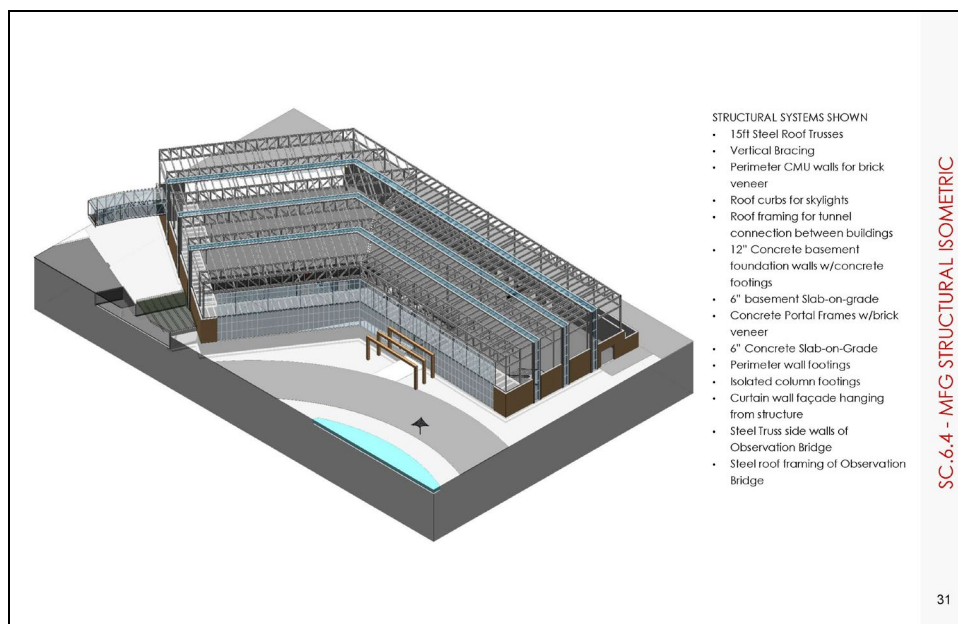 STRUCTURAL SYSTEMS SHOWN
• 15ft Steel Roof Trusses
• Vertical Bracing
• Perimeter CMU walls for brick
veneer
• Roof curbs for skylights
• Roof framing for tunnel
connection between buildings
• 12" Concrete basement
foundation walls w/concrete
footings
• 6" basement Slab-on-grade
• Concrete Portal Frames w/brick
veneer
• 6" Concrete Slab-on-Grade
• Perimeter wall footings
• Isolated column footings
• Curtain wall façade hanging
from structure
• Steel Truss side walls of
Observation Bridge
• Steel roof framing of Observation
Bridge
SC.6.4 - MFG STRUCTURAL ISOMETRIC
31